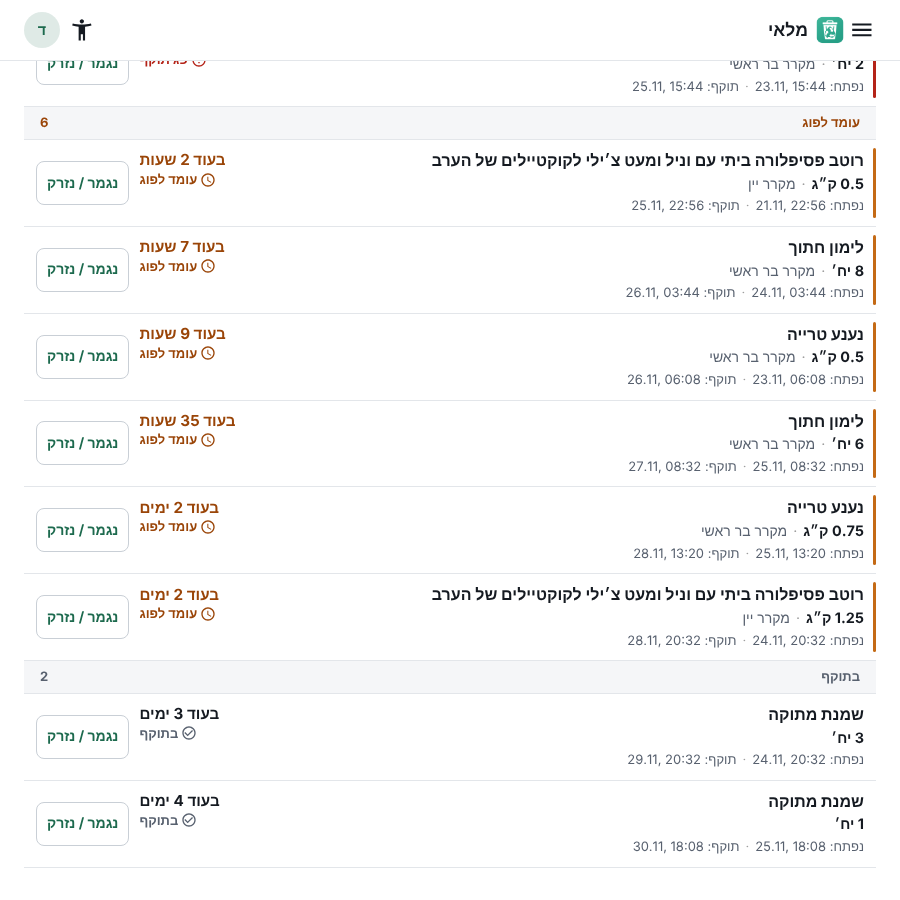 מלאי
ד
2 יח׳ · מקרר בר ראשי
נפתח: 23.11, 15:44 · תוקף: 25.11, 15:44
פג תוקף
נגמר / נזרק
עומד לפוג
6
רוטב פסיפלורה ביתי עם וניל ומעט צ׳ילי לקוקטיילים של הערב
0.5 ק״ג · מקרר יין
נפתח: 21.11, 22:56 · תוקף: 25.11, 22:56
בעוד 2 שעות
עומד לפוג
נגמר / נזרק
לימון חתוך
8 יח׳ · מקרר בר ראשי
נפתח: 24.11, 03:44 · תוקף: 26.11, 03:44
בעוד 7 שעות
עומד לפוג
נגמר / נזרק
נענע טרייה
0.5 ק״ג · מקרר בר ראשי
נפתח: 23.11, 06:08 · תוקף: 26.11, 06:08
בעוד 9 שעות
עומד לפוג
נגמר / נזרק
לימון חתוך
6 יח׳ · מקרר בר ראשי
נפתח: 25.11, 08:32 · תוקף: 27.11, 08:32
בעוד 35 שעות
עומד לפוג
נגמר / נזרק
נענע טרייה
0.75 ק״ג · מקרר בר ראשי
נפתח: 25.11, 13:20 · תוקף: 28.11, 13:20
בעוד 2 ימים
עומד לפוג
נגמר / נזרק
רוטב פסיפלורה ביתי עם וניל ומעט צ׳ילי לקוקטיילים של הערב
1.25 ק״ג · מקרר יין
נפתח: 24.11, 20:32 · תוקף: 28.11, 20:32
בעוד 2 ימים
עומד לפוג
נגמר / נזרק
בתוקף
2
שמנת מתוקה
3 יח׳
נפתח: 24.11, 20:32 · תוקף: 29.11, 20:32
בעוד 3 ימים
בתוקף
נגמר / נזרק
שמנת מתוקה
1 יח׳
נפתח: 25.11, 18:08 · תוקף: 30.11, 18:08
בעוד 4 ימים
בתוקף
נגמר / נזרק